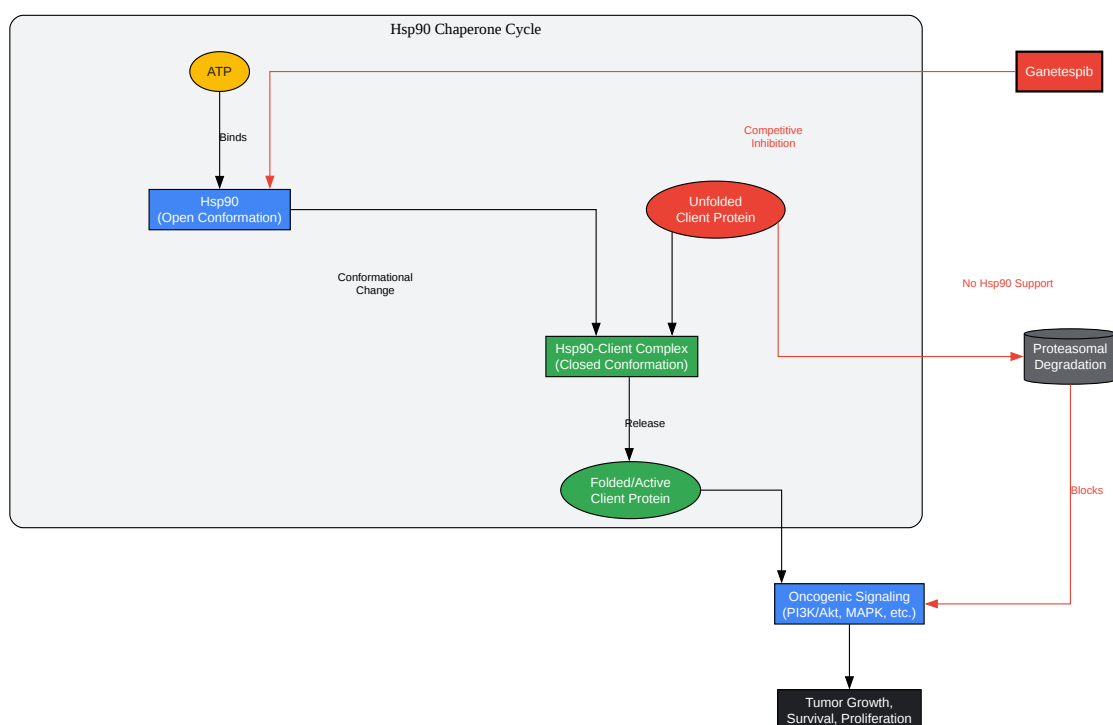 Hsp90 Chaperone Cycle
ATP
Ganetespib
Binds
Competitive
Inhibition
Hsp90
(Open Conformation)
Unfolded
Client Protein
Conformational
Change
No Hsp90 Support
Hsp90-Client Complex
(Closed Conformation)
Proteasomal
Degradation
Release
Folded/Active
Client Protein
Blocks
Oncogenic Signaling
(PI3K/Akt, MAPK, etc.)
Tumor Growth,
Survival, Proliferation